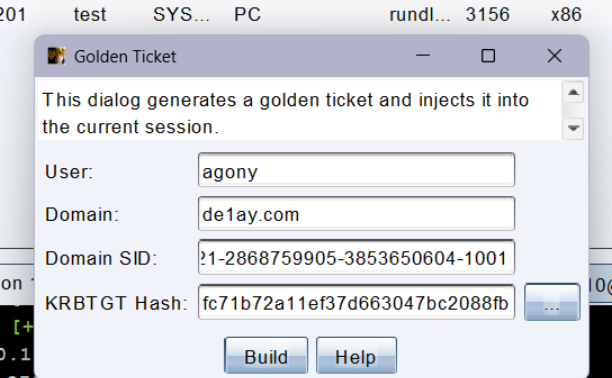 201 test SYS... PC rundl... 3156 x86
Golden Ticket
This dialog generates a golden ticket and injects it into
the current session.
User: agony
Domain: de1ay.com
Domain SID: 21-2868759905-3853650604-1001
KRBTGT Hash: fc71b72a11ef37d663047bc2088fb ...
Build Help